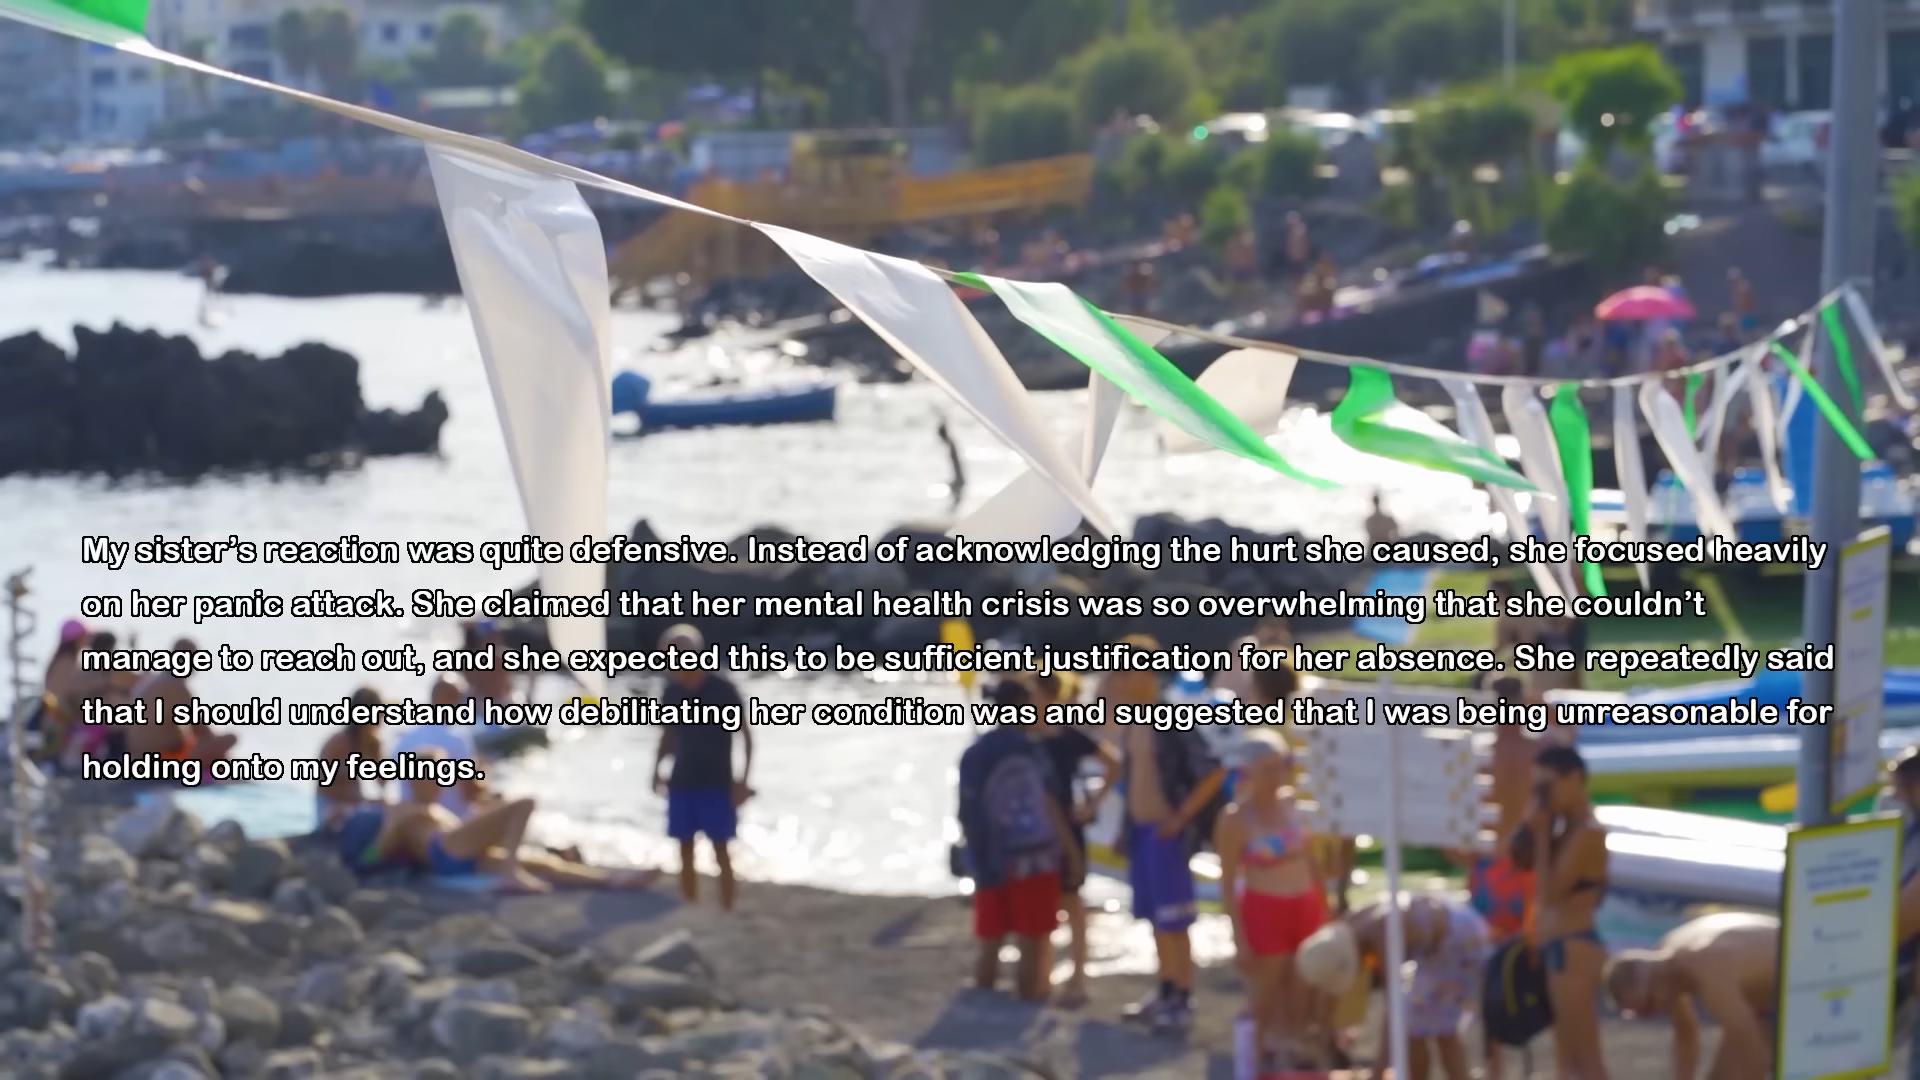 My sister’s reaction was quite defensive. Instead of acknowledging the hurt she caused, she focused heavily
on her panic attack. She claimed that her mental health crisis was so overwhelming that she couldn’t
manage to reach out, and she expected this to be sufficient justification for her absence. She repeatedly said
that I should understand how debilitating her condition was and suggested that I was being unreasonable for
holding onto my feelings.